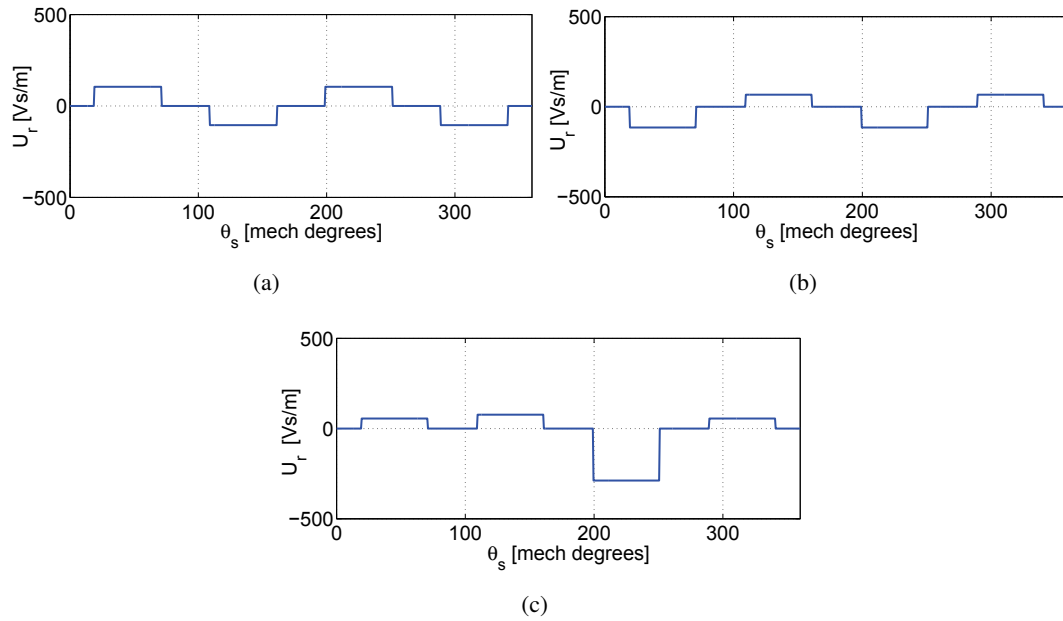 500
0
−500
U_r [Vs/m]
0 100 200 300
θ_s [mech degrees]
(a)
500
0
−500
U_r [Vs/m]
0 100 200 300
θ_s [mech degrees]
(b)
500
0
−500
U_r [Vs/m]
0 100 200 300
θ_s [mech degrees]
(c)